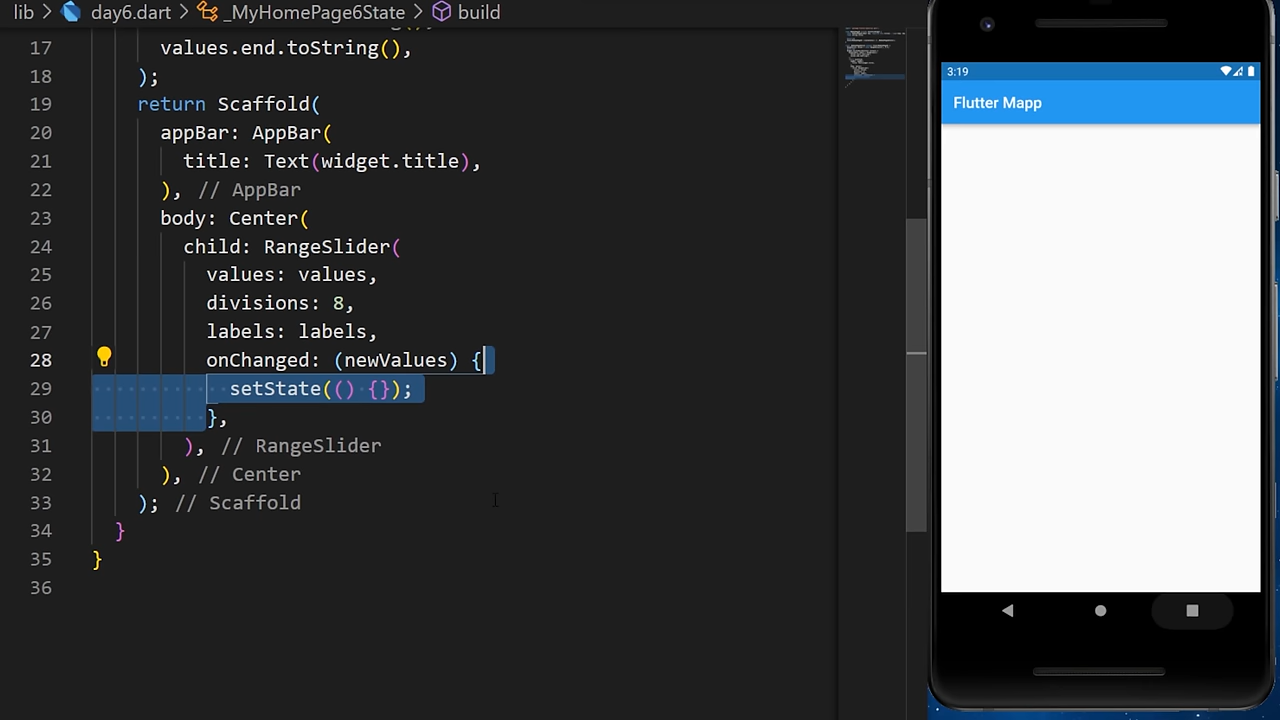 lib > day6.dart > _MyHomePage6State > build
17 values.end.toString(),
18 );
19 return Scaffold(
20 appBar: AppBar(
21 title: Text(widget.title),
22 ), // AppBar
23 body: Center(
24 child: RangeSlider(
25 values: values,
26 divisions: 8,
27 labels: labels,
28 onChanged: (newValues) {
29 setState(() {});
30 },
31 ), // RangeSlider
32 ), // Center
33 ); // Scaffold
34 }
35 }
36
3:19
Flutter Mapp